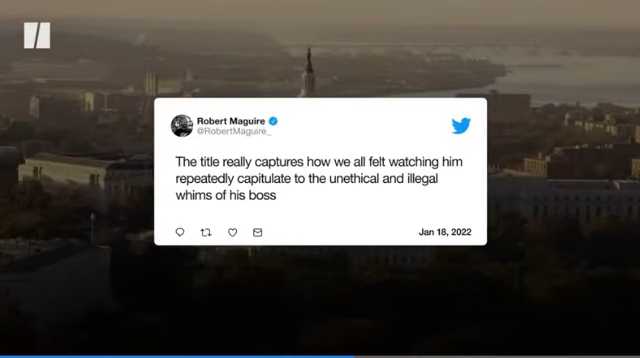 Robert Maguire
@RobertMaguire_
The title really captures how we all felt watching him
repeatedly capitulate to the unethical and illegal
whims of his boss
Jan 18, 2022